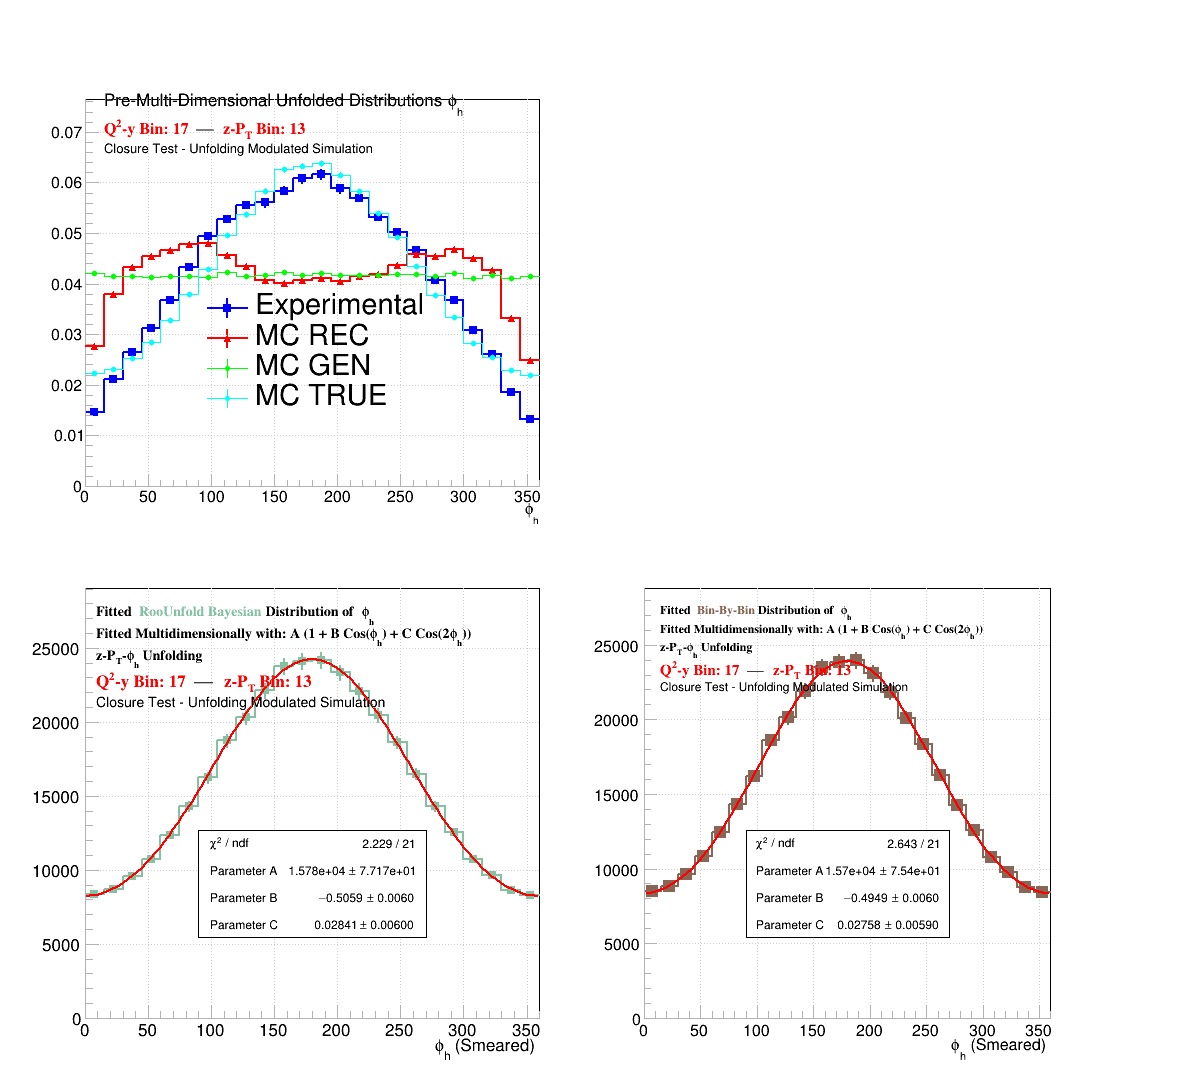 Pre-Multi-Dimensional Unfolded Distributions ϕh
Q2-y Bin: 17 — z-PT Bin: 13
Closure Test - Unfolding Modulated Simulation
0.07
0.06
0.05
0.04
0.03
0.02
0.01
0
Experimental
MC REC
MC GEN
MC TRUE
0 50 100 150 200 250 300 350
ϕh
Fitted RooUnfold Bayesian Distribution of ϕh
Fitted Multidimensionally with: A (1 + B Cos(ϕh) + C Cos(2ϕh))
z-PT-ϕh Unfolding
Q2-y Bin: 17 — z-PT Bin: 13
Closure Test - Unfolding Modulated Simulation
25000
20000
15000
10000
5000
0
χ2 / ndf 2.229 / 21
Parameter A 1.578e+04 ± 7.717e+01
Parameter B −0.5059 ± 0.0060
Parameter C 0.02841 ± 0.00600
0 50 100 150 200 250 300 350
ϕh (Smeared)
Fitted Bin-By-Bin Distribution of ϕh
Fitted Multidimensionally with: A (1 + B Cos(ϕh) + C Cos(2ϕh))
z-PT-ϕh Unfolding
Q2-y Bin: 17 — z-PT Bin: 13
Closure Test - Unfolding Modulated Simulation
25000
20000
15000
10000
5000
0
χ2 / ndf 2.643 / 21
Parameter A 1.57e+04 ± 7.54e+01
Parameter B −0.4949 ± 0.0060
Parameter C 0.02758 ± 0.00590
0 50 100 150 200 250 300 350
ϕh (Smeared)